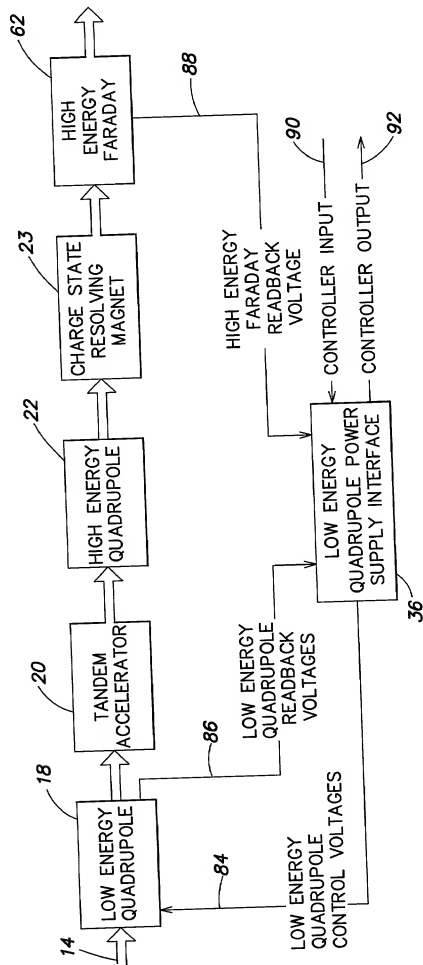 14
18
LOW ENERGY
QUADRUPOLE
20
TANDEM
ACCELERATOR
22
HIGH ENERGY
QUADRUPOLE
23
CHARGE STATE
RESOLVING
MAGNET
62
HIGH
ENERGY
FARADAY
84
LOW ENERGY
QUADRUPOLE
CONTROL VOLTAGES
86
LOW ENERGY
QUADRUPOLE
READBACK
VOLTAGES
88
HIGH ENERGY
FARADAY
READBACK
VOLTAGE
36
LOW ENERGY
QUADRUPOLE POWER
SUPPLY INTERFACE
90
CONTROLLER INPUT
92
CONTROLLER OUTPUT